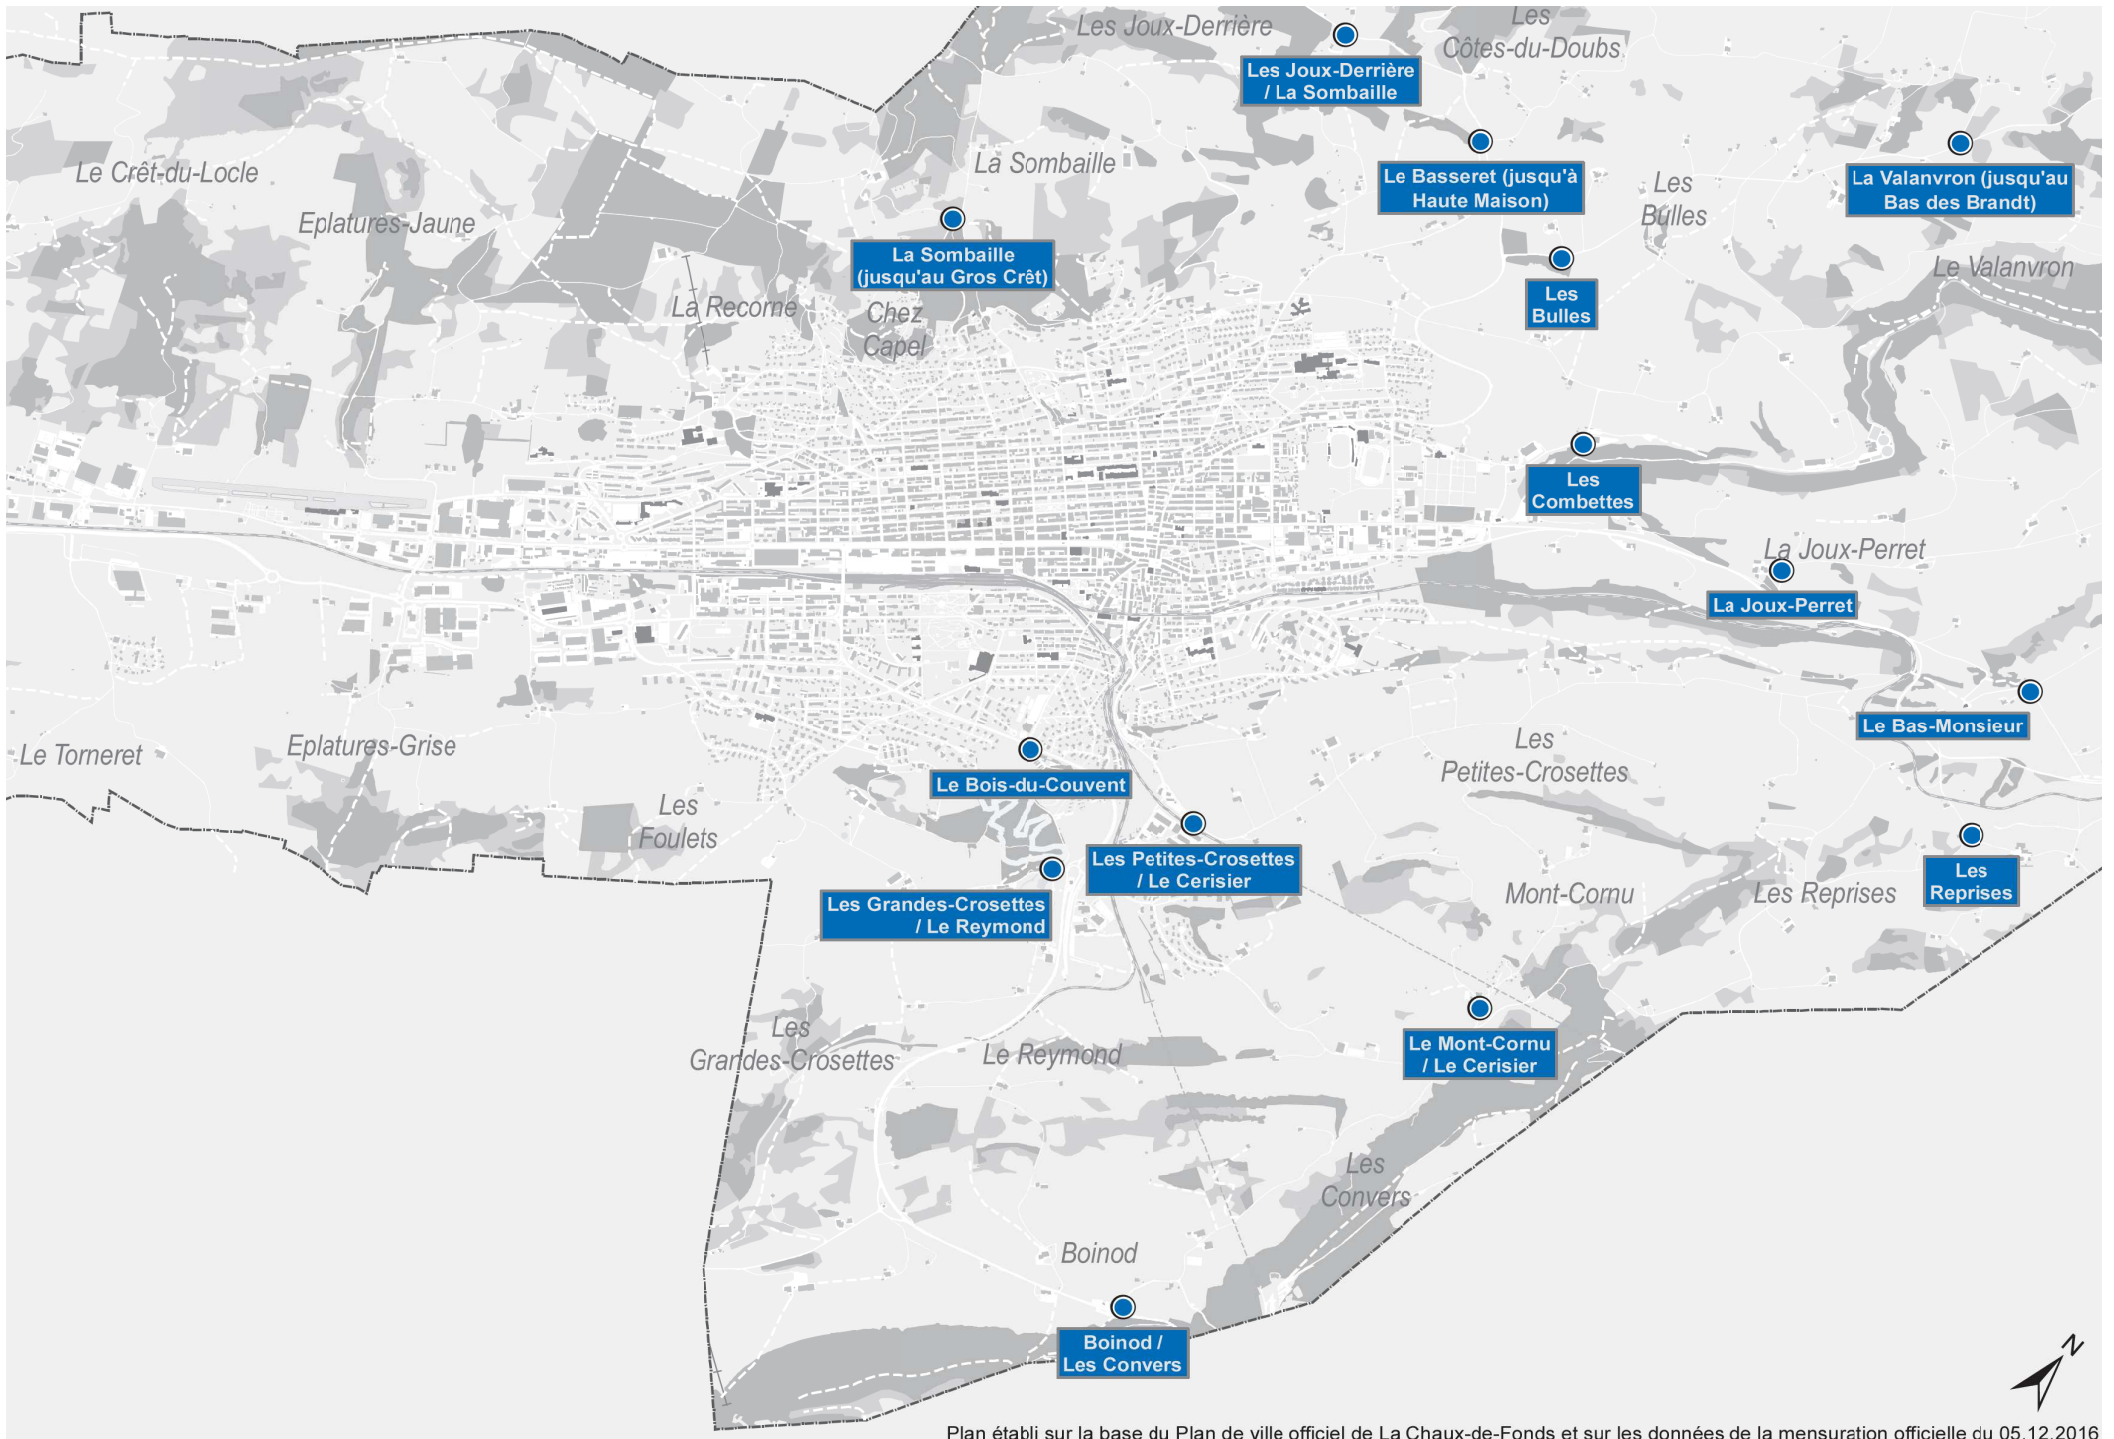 Les Joux-Derrière
Les
Côtes-du-Doubs
Les Joux-Derrière
/ La Sombaille
Le Crêt-du-Locle
La Sombaille
Le Basseret (jusqu'à
Haute Maison)
Les
Bulles
La Valanvron (jusqu'au
Bas des Brandt)
Eplatures-Jaune
La Sombaille
(jusqu'au Gros Crêt)
Le Valanvron
La Recorne
Chez
Capel
Les
Bulles
Les
Combettes
La Joux-Perret
La Joux-Perret
Le Bas-Monsieur
Le Torneret
Eplatures-Grise
Les
Petites-Crosettes
Le Bois-du-Couvent
Les
Foulets
Les Petites-Crosettes
/ Le Cerisier
Les
Reprises
Mont-Cornu
Les Reprises
Les Grandes-Crosettes
/ Le Reymond
Les
Grandes-Crosettes
Le Reymond
Le Mont-Cornu
/ Le Cerisier
Les
Convers
Boinod
Boinod /
Les Convers
N
Plan établi sur la base du Plan de ville officiel de La Chaux-de-Fonds et sur les données de la mensuration officielle du 05.12.2016